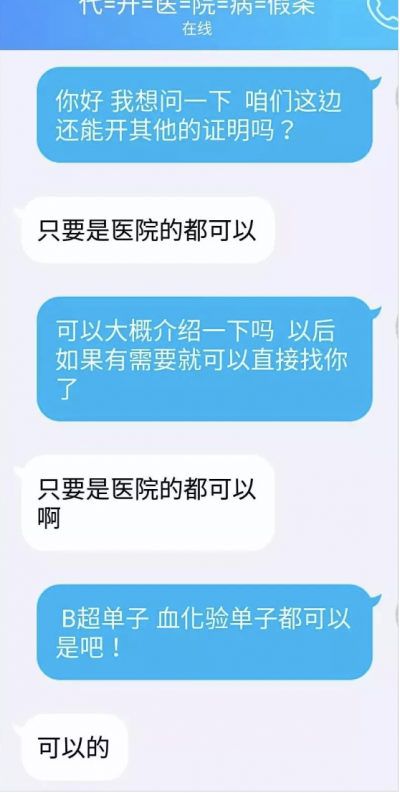 代=开=医=院=病=假条
在线
你好 我想问一下 咱们这边
还能开其他的证明吗？
只要是医院的都可以
可以大概介绍一下吗 以后
如果有需要就可以直接找你
了
只要是医院的都可以
啊
B超单子 血化验单子都可以
是吧！
可以的